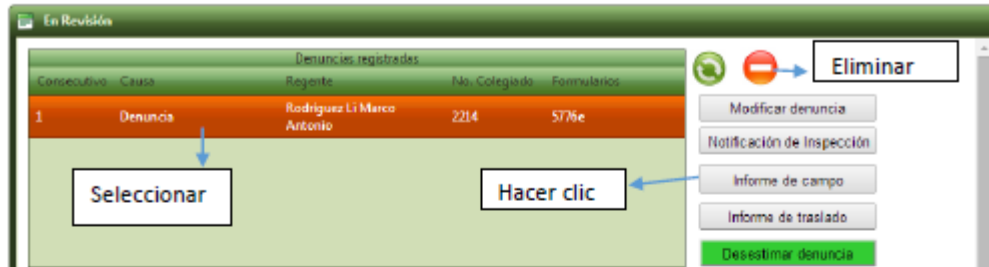 En Revisión
Denuncias registradas
Eliminar
Consecutivo Causa Regente No. Colegiado Formularios
1 Denuncia Rodriguez Li Marco Antonio 2214 5776e
Modificar denuncia
Notificación de Inspección
Seleccionar
Hacer clic
Informe de campo
Informe de traslado
Desestimar denuncia